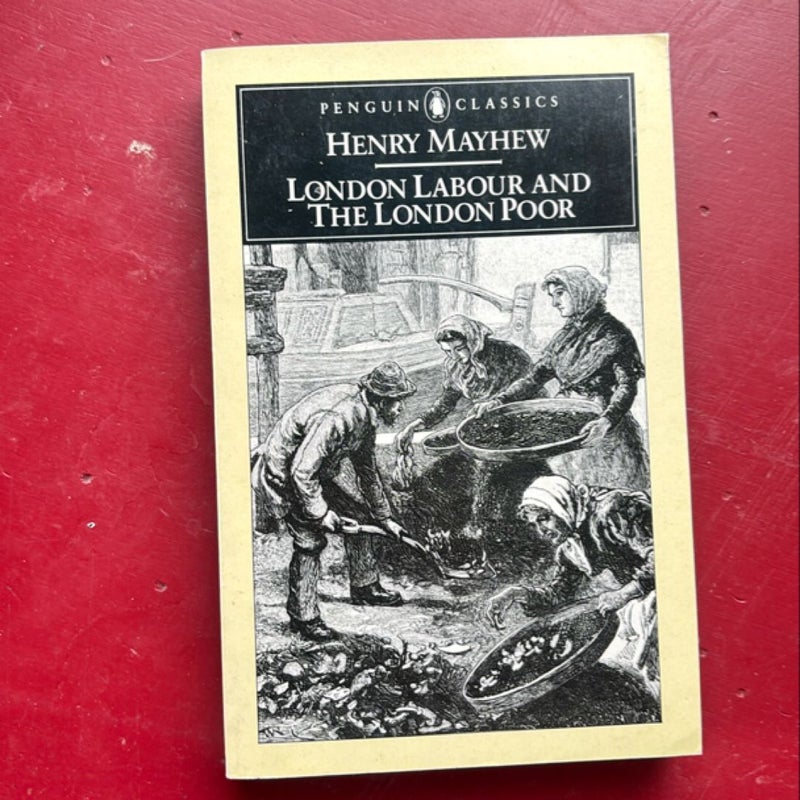 PENGUIN CLASSICS
HENRY MAYHEW
LONDON LABOUR AND
THE LONDON POOR